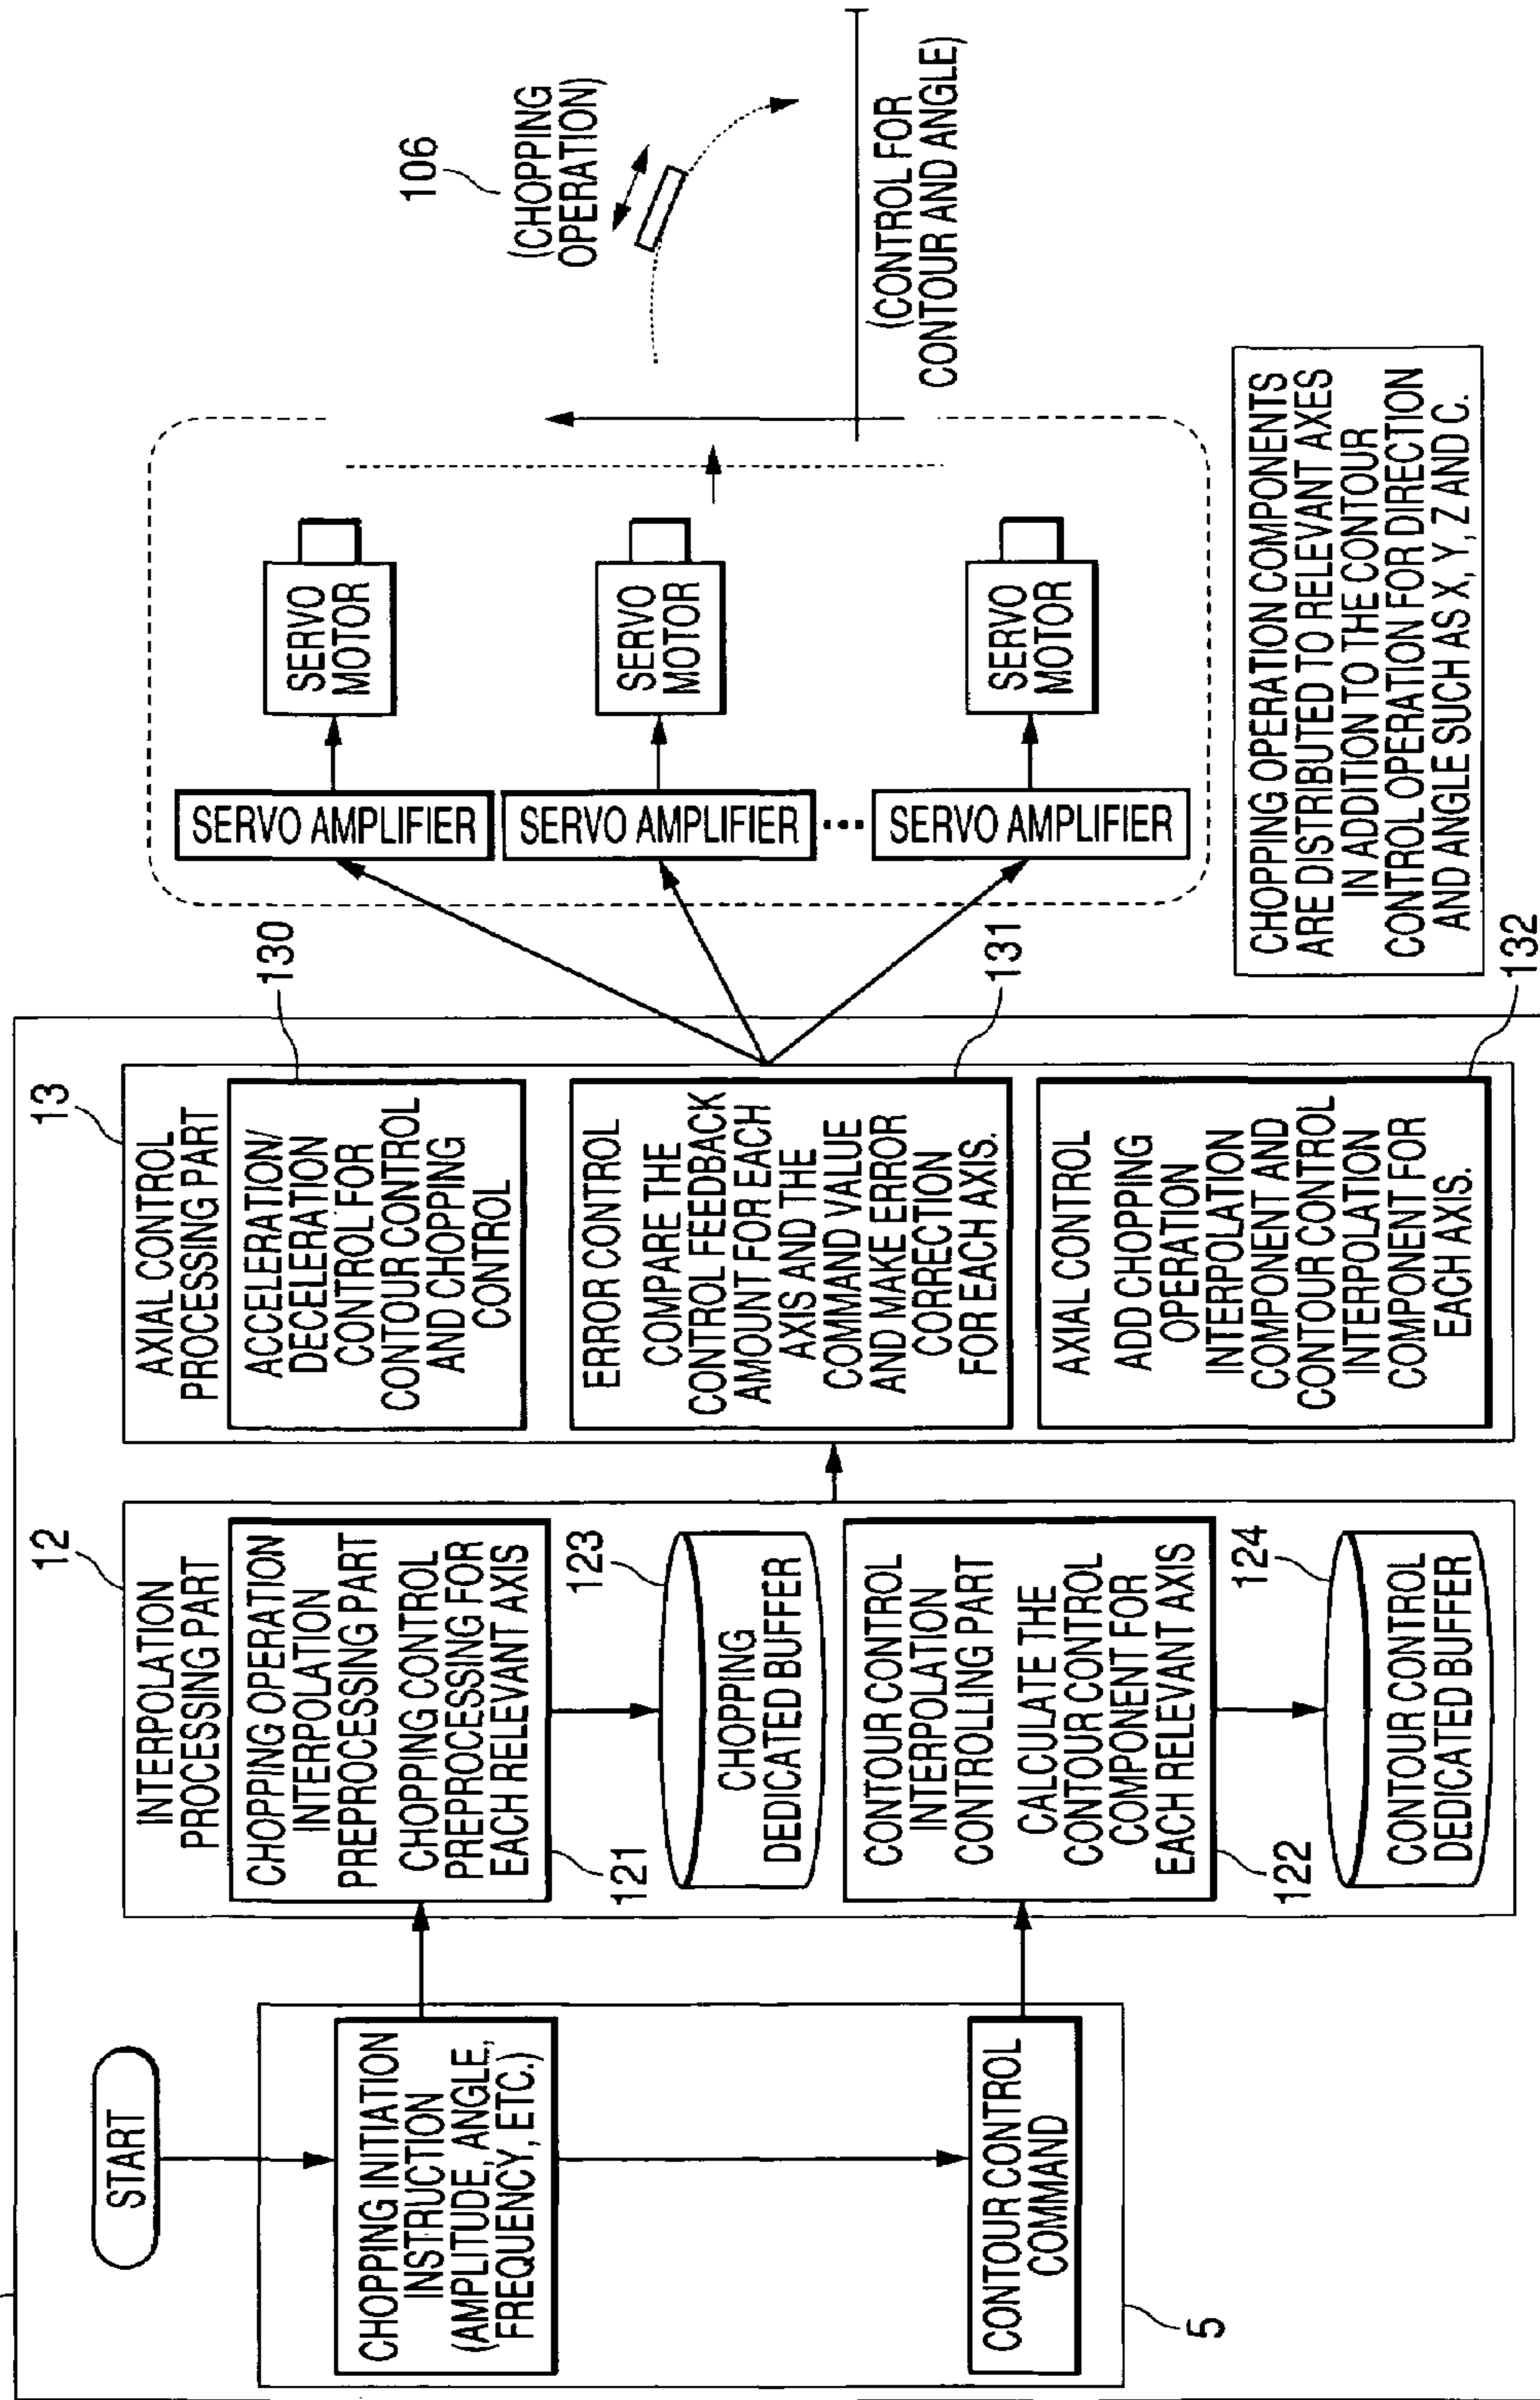 START
CHOPPING INITIATION
INSTRUCTION
(AMPLITUDE, ANGLE,
FREQUENCY, ETC.)
CONTOUR CONTROL
COMMAND
5
12
INTERPOLATION
PROCESSING PART
CHOPPING OPERATION
INTERPOLATION
PREPROCESSING PART
CHOPPING CONTROL
PREPROCESSING FOR
EACH RELEVANT AXIS
121
123
CHOPPING
DEDICATED BUFFER
CONTOUR CONTROL
INTERPOLATION
CONTROLLING PART
CALCULATE THE
CONTOUR CONTROL
COMPONENT FOR
EACH RELEVANT AXIS
122
124
CONTOUR CONTROL
DEDICATED BUFFER
13
AXIAL CONTROL
PROCESSING PART
130
ACCELERATION/
DECELERATION
CONTROL FOR
CONTOUR CONTROL
AND CHOPPING
CONTROL
131
ERROR CONTROL
COMPARE THE
CONTROL FEEDBACK
AMOUNT FOR EACH
AXIS AND THE
COMMAND VALUE
AND MAKE ERROR
CORRECTION
FOR EACH AXIS.
132
AXIAL CONTROL
ADD CHOPPING
OPERATION
INTERPOLATION
COMPONENT AND
CONTOUR CONTROL
INTERPOLATION
COMPONENT FOR
EACH AXIS.
SERVO AMPLIFIER
SERVO
MOTOR
SERVO AMPLIFIER
SERVO
MOTOR
...
SERVO AMPLIFIER
SERVO
MOTOR
106
(CHOPPING
OPERATION)
(CONTROL FOR
CONTOUR AND ANGLE)
CHOPPING OPERATION COMPONENTS
ARE DISTRIBUTED TO RELEVANT AXES
IN ADDITION TO THE CONTOUR
CONTROL OPERATION FOR DIRECTION
AND ANGLE SUCH AS X, Y, Z AND C.